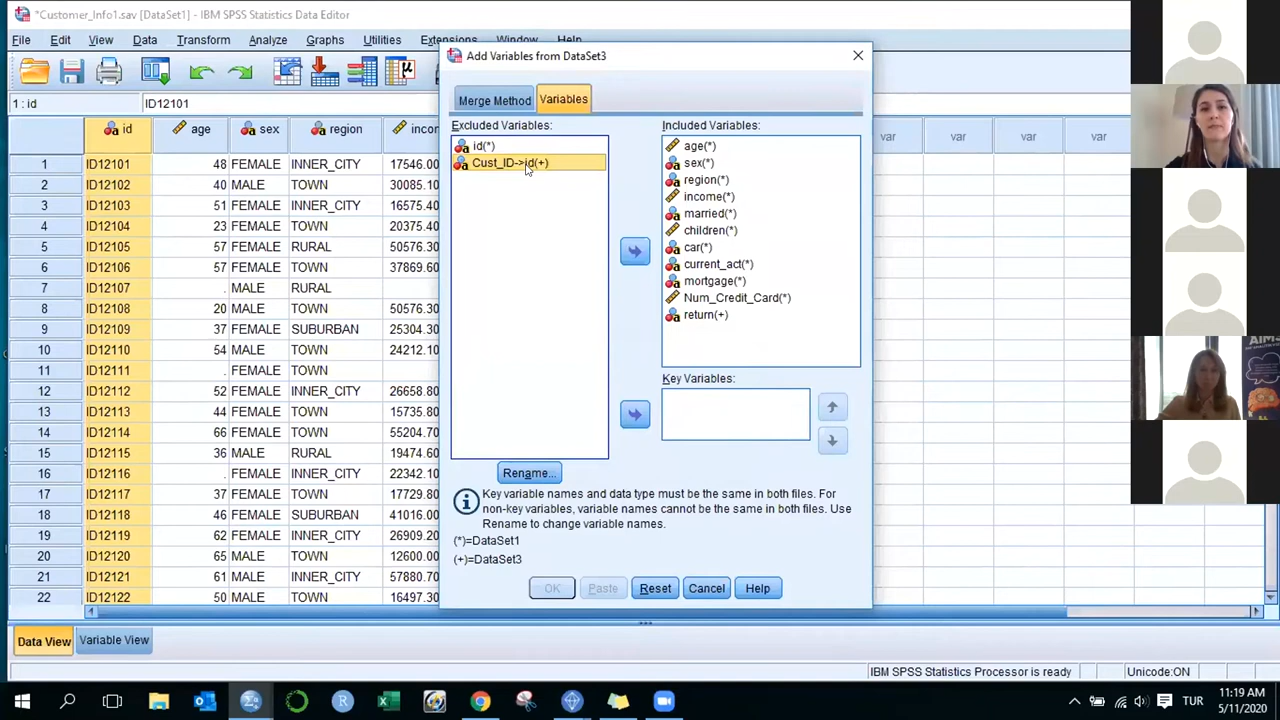 *Customer_Info1.sav [DataSet1] - IBM SPSS Statistics Data Editor
File Edit View Data Transform Analyze Graphs Utilities Extensions Window Help
1 : id ID12101
id age sex region incom var var var var
1 ID12101 48 FEMALE INNER_CITY 17546.00
2 ID12102 40 MALE TOWN 30085.10
3 ID12103 51 FEMALE INNER_CITY 16575.40
4 ID12104 23 FEMALE TOWN 20375.40
5 ID12105 57 FEMALE RURAL 50576.30
6 ID12106 57 FEMALE TOWN 37869.60
7 ID12107 . MALE RURAL
8 ID12108 20 MALE TOWN 50576.30
9 ID12109 37 FEMALE SUBURBAN 25304.30
10 ID12110 54 MALE TOWN 24212.10
11 ID12111 . FEMALE TOWN
12 ID12112 52 FEMALE INNER_CITY 26658.80
13 ID12113 44 FEMALE TOWN 15735.80
14 ID12114 66 FEMALE TOWN 55204.70
15 ID12115 36 MALE RURAL 19474.60
16 ID12116 . FEMALE INNER_CITY 22342.10
17 ID12117 37 FEMALE TOWN 17729.80
18 ID12118 46 FEMALE SUBURBAN 41016.00
19 ID12119 62 FEMALE INNER_CITY 26909.20
20 ID12120 65 MALE TOWN 12600.00
21 ID12121 61 MALE INNER_CITY 57880.70
22 ID12122 50 MALE TOWN 16497.30
Add Variables from DataSet3
Merge Method Variables
Excluded Variables:
id(*)
Cust_ID->id(+)
Included Variables:
age(*)
sex(*)
region(*)
income(*)
married(*)
children(*)
car(*)
current_act(*)
mortgage(*)
Num_Credit_Card(*)
return(+)
Key Variables:
Rename...
Key variable names and data type must be the same in both files. For
non-key variables, variable names cannot be the same in both files. Use
Rename to change variable names.
(*)=DataSet1
(+)=DataSet3
OK Paste Reset Cancel Help
Data View Variable View
IBM SPSS Statistics Processor is ready Unicode:ON
AIMS
TUR
11:19 AM
5/11/2020